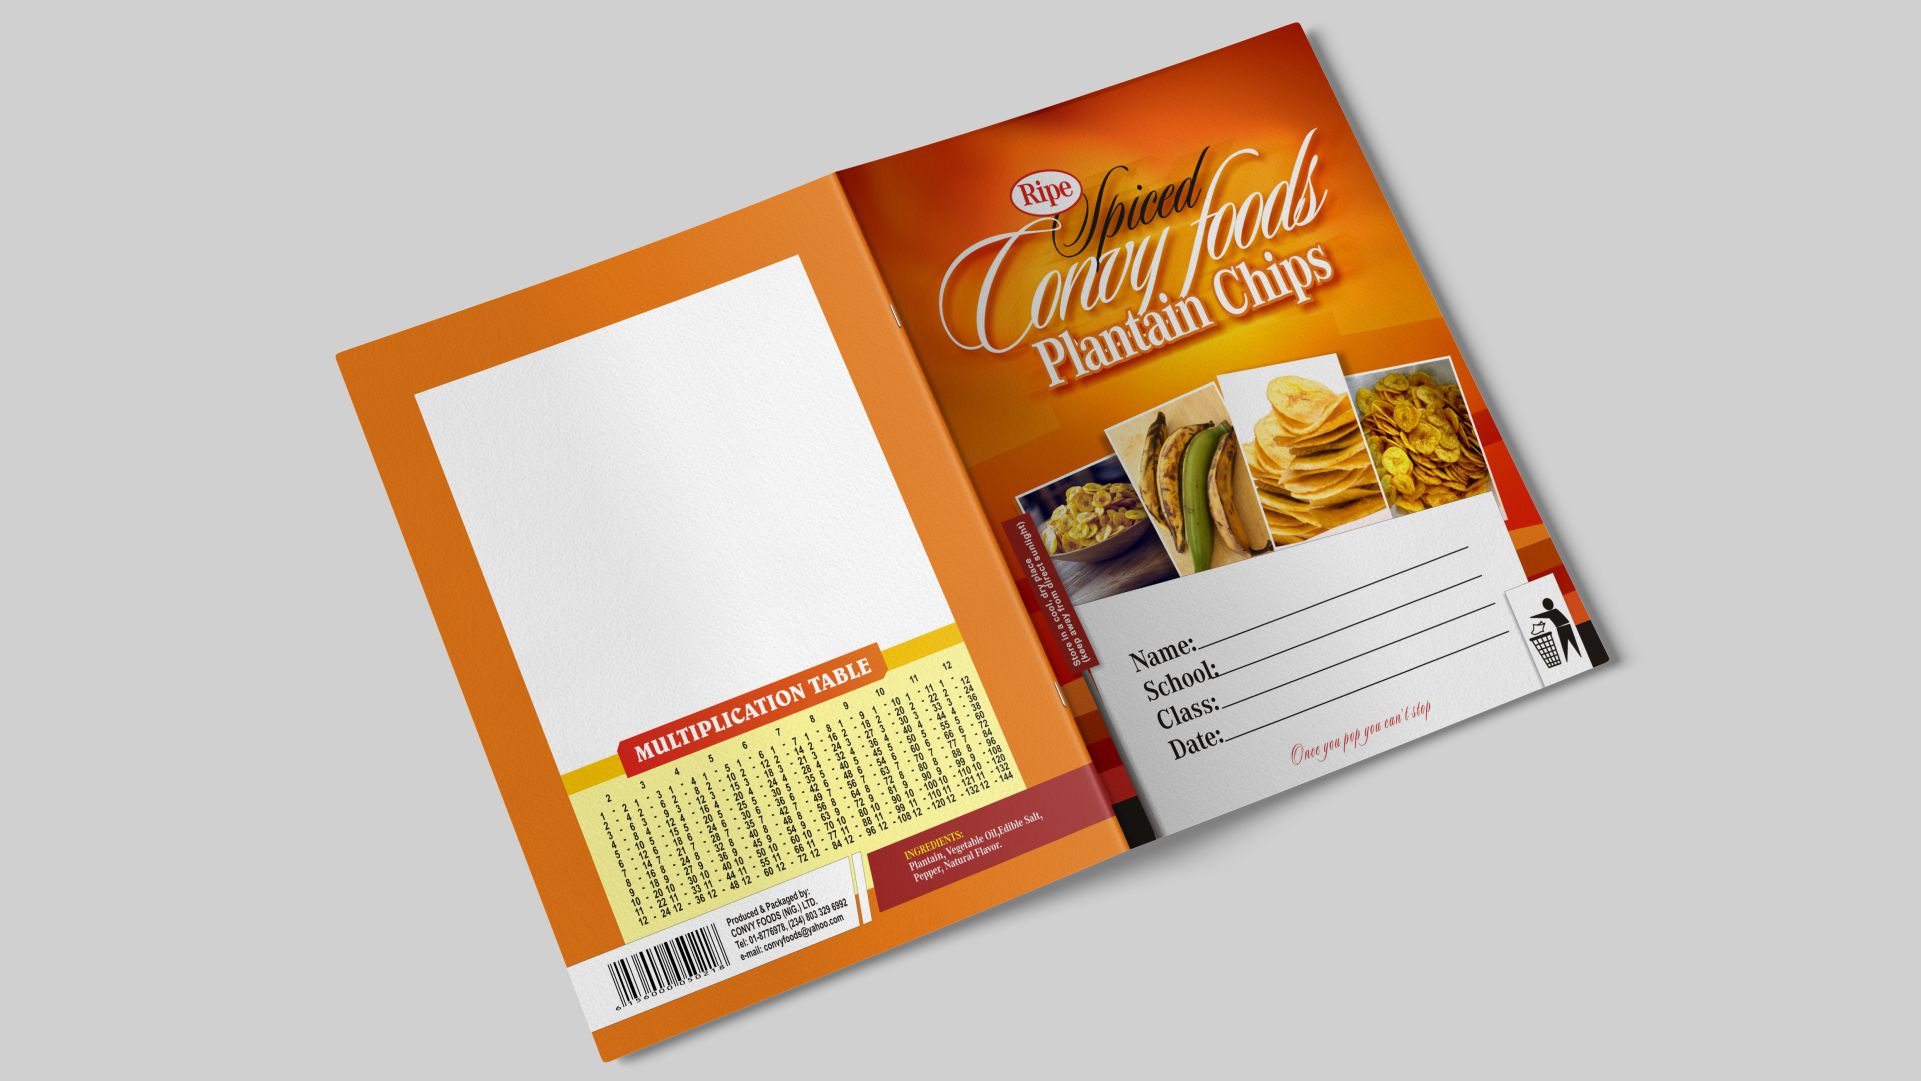 Ripe
Spiced
Convy foods
Plantain Chips
Store in a cool, dry place
(keep away from direct sunlight)
Name:
School:
Class:
Date:
Once you pop you can't stop
MULTIPLICATION TABLE
2 3 4 5 6 7 8 9 10 11 12
1 - 2 1 - 3 1 - 4 1 - 5 1 - 6 1 - 7 1 - 8 1 - 9 1 - 10 1 - 11 1 - 12
2 - 4 2 - 6 2 - 8 2 - 10 2 - 12 2 - 14 2 - 16 2 - 18 2 - 20 2 - 22 2 - 24
3 - 6 3 - 9 3 - 12 3 - 15 3 - 18 3 - 21 3 - 24 3 - 27 3 - 30 3 - 33 3 - 36
4 - 8 4 - 12 4 - 16 4 - 20 4 - 24 4 - 28 4 - 32 4 - 36 4 - 40 4 - 44 4 - 38
5 - 10 5 - 15 5 - 20 5 - 25 5 - 30 5 - 35 5 - 40 5 - 45 5 - 50 5 - 55 5 - 60
6 - 12 6 - 18 6 - 24 6 - 30 6 - 36 6 - 42 6 - 48 6 - 54 6 - 60 6 - 66 6 - 72
7 - 14 7 - 21 7 - 28 7 - 35 7 - 42 7 - 49 7 - 56 7 - 63 7 - 70 7 - 77 7 - 84
8 - 16 8 - 24 8 - 32 8 - 40 8 - 48 8 - 56 8 - 64 8 - 72 8 - 80 8 - 88 8 - 96
9 - 18 9 - 27 9 - 36 9 - 45 9 - 54 9 - 63 9 - 72 9 - 81 9 - 90 9 - 99 9 - 108
10 - 20 10 - 30 10 - 40 10 - 50 10 - 60 10 - 70 10 - 80 10 - 90 10 - 100 10 - 110 10 - 120
11 - 22 11 - 33 11 - 44 11 - 55 11 - 66 11 - 77 11 - 88 11 - 99 11 - 110 11 - 121 11 - 132
12 - 24 12 - 36 12 - 48 12 - 60 12 - 72 12 - 84 12 - 96 12 - 108 12 - 120 12 - 132 12 - 144
INGREDIENTS:
Plantain, Vegetable Oil,Edible Salt,
Pepper, Natural Flavor.
Produced & Packaged by:
CONVY FOODS (NIG.) LTD.
Tel: 01-8776978, (234) 803 329 6992
e-mail: convyfoods@yahoo.com
6 156000 050218